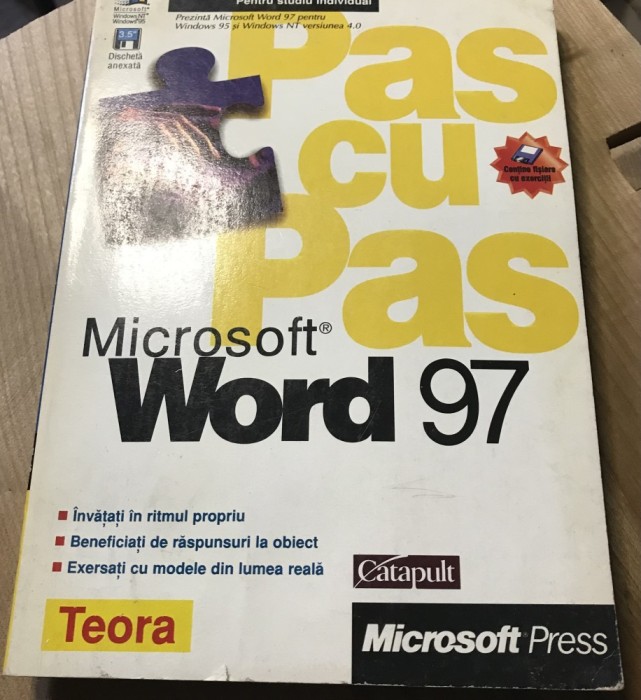 Pentru studiu individual
Microsoft®
Windows NT®
Windows®95
3.5"
Dischetă
anexată
Prezintă Microsoft Word 97 pentru
Windows 95 și Windows NT versiunea 4.0
Pas
cu
Pas
Conține fișiere
cu exerciții
Microsoft®
Word 97
Învățați în ritmul propriu
Beneficiați de răspunsuri la obiect
Exersați cu modele din lumea reală
Catapult
Teora
Microsoft Press